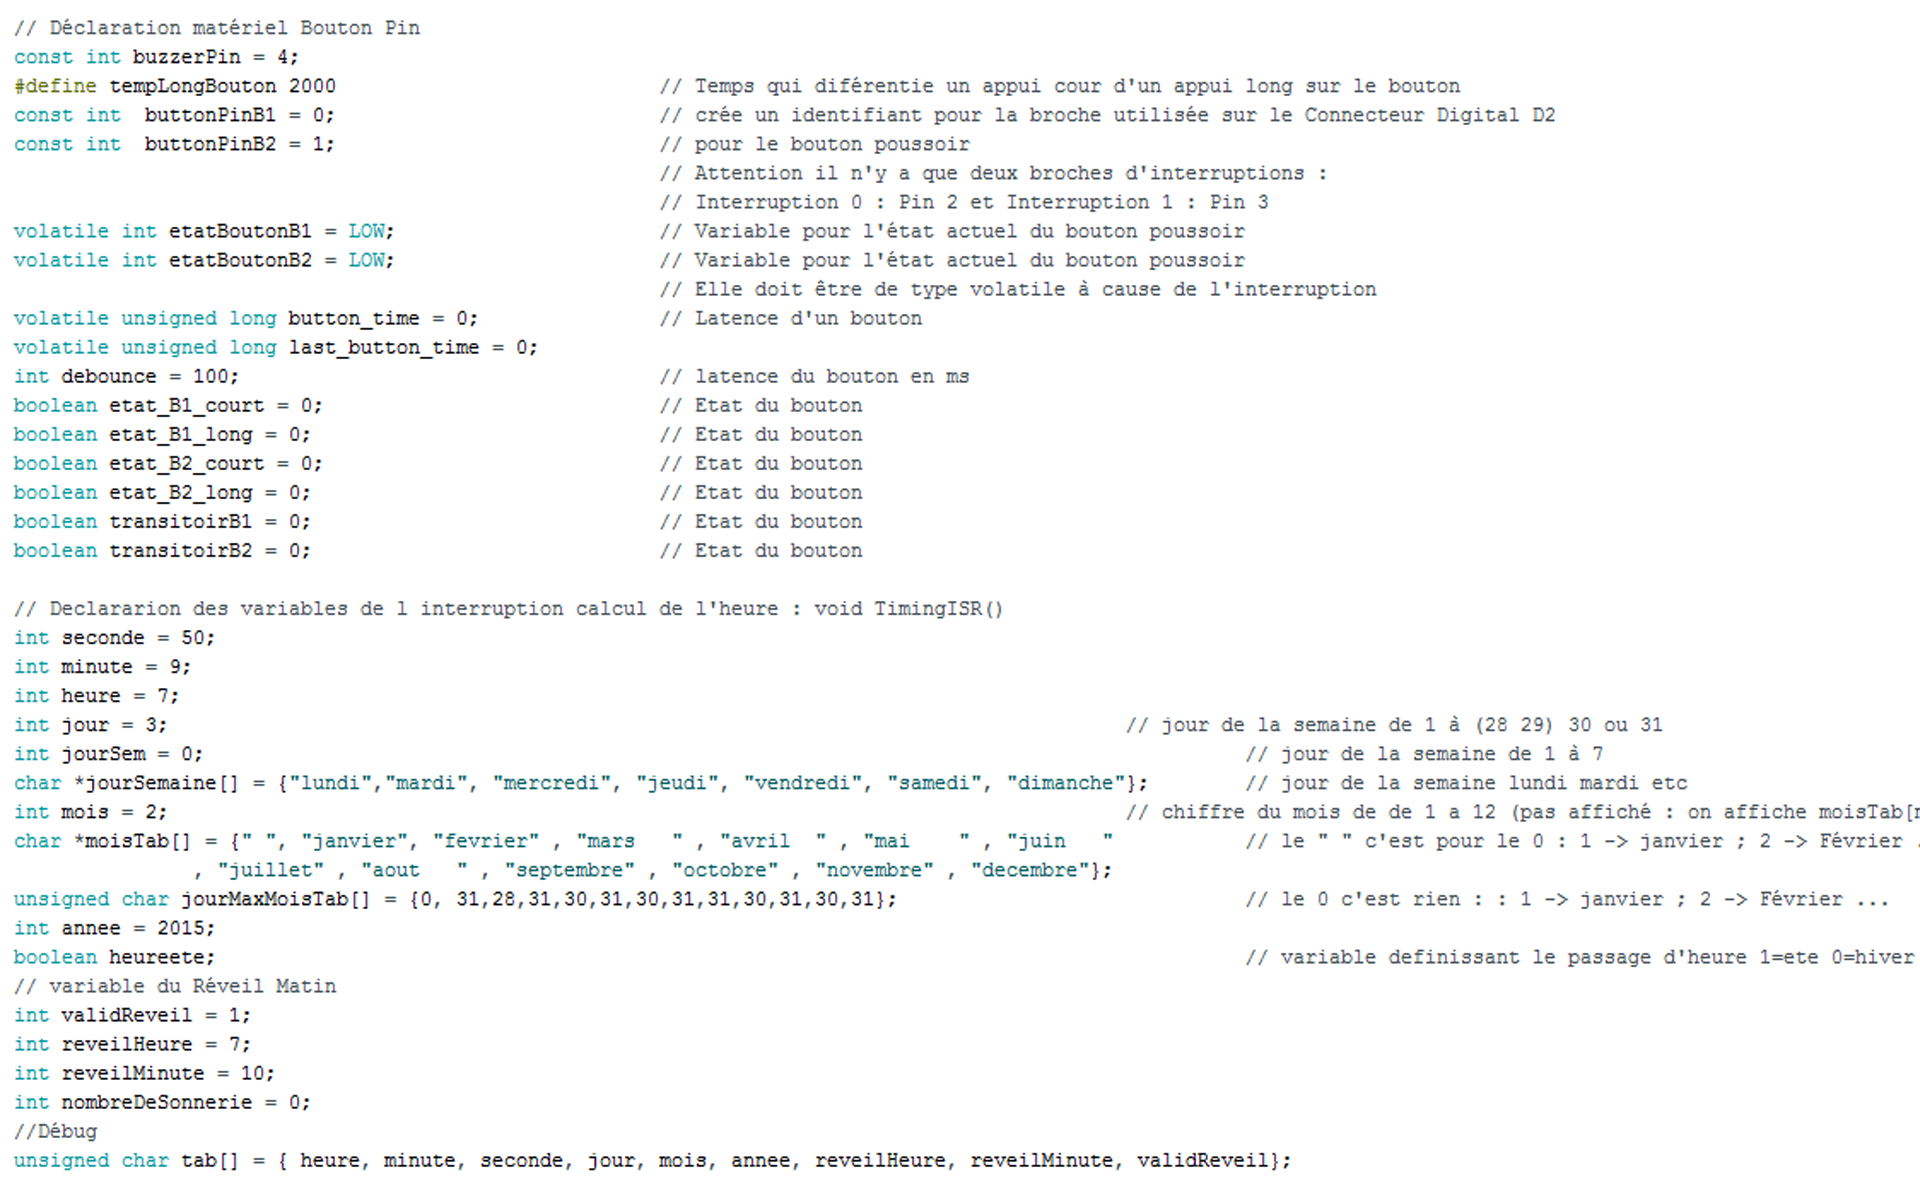 // Déclaration matériel Bouton Pin
const int buzzerPin = 4;
#define tempLongBouton 2000 // Temps qui diférentie un appui cour d'un appui long sur le bouton
const int  buttonPinB1 = 0; // crée un identifiant pour la broche utilisée sur le Connecteur Digital D2
const int  buttonPinB2 = 1; // pour le bouton poussoir
// Attention il n'y a que deux broches d'interruptions :
// Interruption 0 : Pin 2 et Interruption 1 : Pin 3
volatile int etatBoutonB1 = LOW; // Variable pour l'état actuel du bouton poussoir
volatile int etatBoutonB2 = LOW; // Variable pour l'état actuel du bouton poussoir
// Elle doit être de type volatile à cause de l'interruption
volatile unsigned long button_time = 0; // Latence d'un bouton
volatile unsigned long last_button_time = 0;
int debounce = 100; // latence du bouton en ms
boolean etat_B1_court = 0; // Etat du bouton
boolean etat_B1_long = 0; // Etat du bouton
boolean etat_B2_court = 0; // Etat du bouton
boolean etat_B2_long = 0; // Etat du bouton
boolean transitoirB1 = 0; // Etat du bouton
boolean transitoirB2 = 0; // Etat du bouton
// Declararion des variables de l interruption calcul de l'heure : void TimingISR()
int seconde = 50;
int minute = 9;
int heure = 7;
int jour = 3; // jour de la semaine de 1 à (28 29) 30 ou 31
int jourSem = 0; // jour de la semaine de 1 à 7
char *jourSemaine[] = {"lundi","mardi", "mercredi", "jeudi", "vendredi", "samedi", "dimanche"}; // jour de la semaine lundi mardi etc
int mois = 2; // chiffre du mois de de 1 a 12 (pas affiché : on affiche moisTab[
char *moisTab[] = {" ", "janvier", "fevrier" , "mars   " , "avril  " , "mai    " , "juin   " // le " " c'est pour le 0 : 1 -> janvier ; 2 -> Février .
, "juillet" , "aout   " , "septembre" , "octobre" , "novembre" , "decembre"};
unsigned char jourMaxMoisTab[] = {0, 31,28,31,30,31,30,31,31,30,31,30,31}; // le 0 c'est rien : : 1 -> janvier ; 2 -> Février ...
int annee = 2015;
boolean heureete; // variable definissant le passage d'heure 1=ete 0=hiver
// variable du Réveil Matin
int validReveil = 1;
int reveilHeure = 7;
int reveilMinute = 10;
int nombreDeSonnerie = 0;
//Débug
unsigned char tab[] = { heure, minute, seconde, jour, mois, annee, reveilHeure, reveilMinute, validReveil};